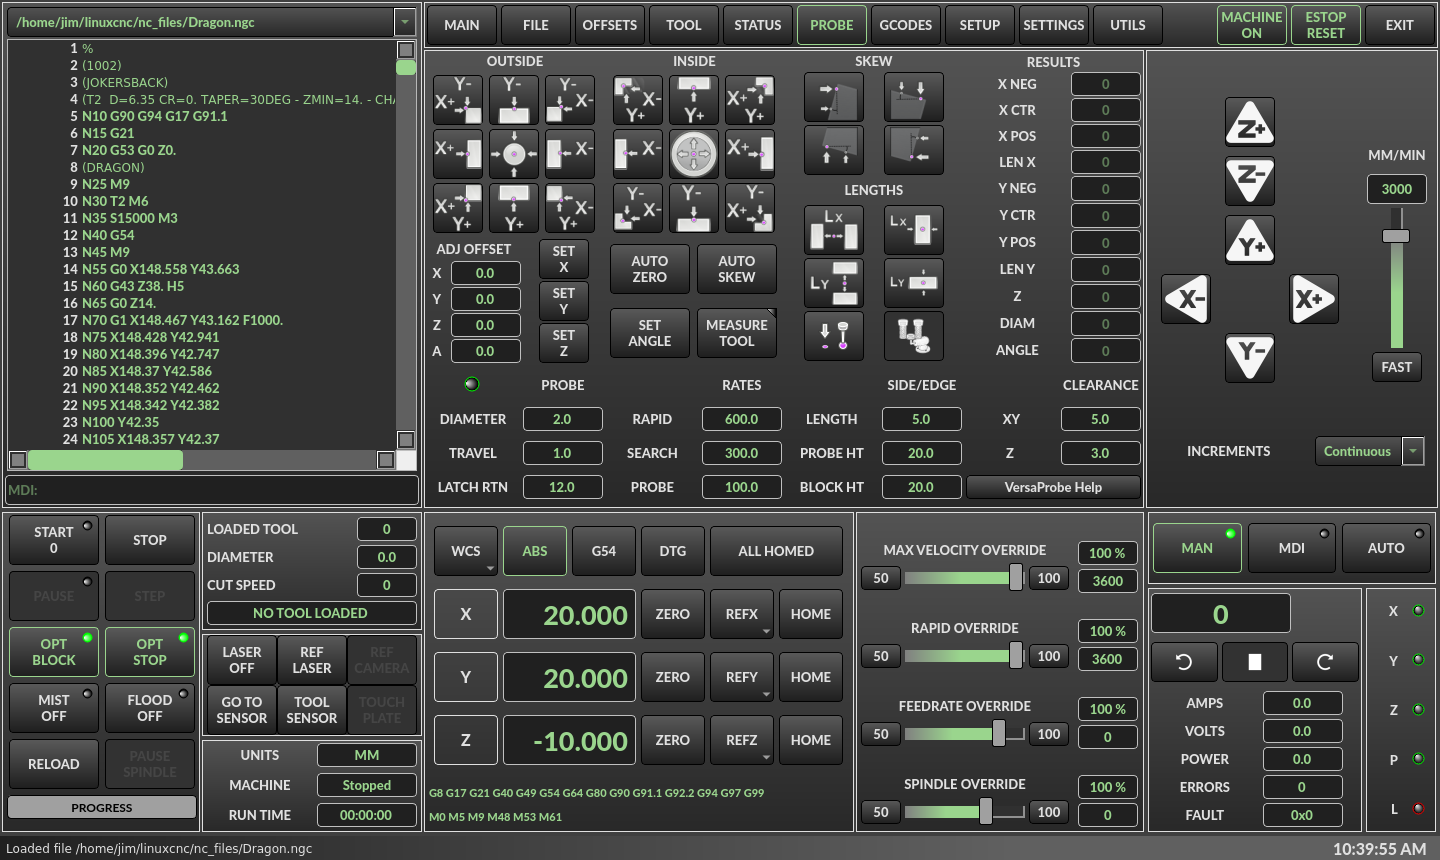 /home/jim/linuxcnc/nc_files/Dragon.ngc
1 %
2 (1002)
3 (JOKERSBACK)
4 (T2  D=6.35 CR=0. TAPER=30DEG - ZMIN=14. - CHA
5 N10 G90 G94 G17 G91.1
6 N15 G21
7 N20 G53 G0 Z0.
8 (DRAGON)
9 N25 M9
10 N30 T2 M6
11 N35 S15000 M3
12 N40 G54
13 N45 M9
14 N55 G0 X148.558 Y43.663
15 N60 G43 Z38. H5
16 N65 G0 Z14.
17 N70 G1 X148.467 Y43.162 F1000.
18 N75 X148.428 Y42.941
19 N80 X148.396 Y42.747
20 N85 X148.37 Y42.586
21 N90 X148.352 Y42.462
22 N95 X148.342 Y42.382
23 N100 Y42.35
24 N105 X148.357 Y42.37
MDI:
MAIN FILE OFFSETS TOOL STATUS PROBE GCODES SETUP SETTINGS UTILS
MACHINE ON
ESTOP RESET
EXIT
OUTSIDE
Y- X+
Y-
Y- X-
X+
X-
X+ Y+
Y+
X- Y+
INSIDE
X- Y+
Y+
X+ Y+
X-
X+
Y- X-
Y-
Y- X+
ADJ OFFSET
X 0.0
Y 0.0
Z 0.0
A 0.0
SET X
SET Y
SET Z
AUTO ZERO
AUTO SKEW
SET ANGLE
MEASURE TOOL
SKEW
LENGTHS
LX
LX
LY
LY
RESULTS
X NEG 0
X CTR 0
X POS 0
LEN X 0
Y NEG 0
Y CTR 0
Y POS 0
LEN Y 0
Z 0
DIAM 0
ANGLE 0
PROBE RATES SIDE/EDGE CLEARANCE
DIAMETER 2.0 RAPID 600.0 LENGTH 5.0 XY 5.0
TRAVEL 1.0 SEARCH 300.0 PROBE HT 20.0 Z 3.0
LATCH RTN 12.0 PROBE 100.0 BLOCK HT 20.0 VersaProbe Help
Z+
Z-
Y+
X- X+
Y-
MM/MIN
3000
FAST
INCREMENTS Continuous
START 0
STOP
PAUSE STEP
OPT BLOCK
OPT STOP
MIST OFF
FLOOD OFF
RELOAD
PAUSE SPINDLE
PROGRESS
LOADED TOOL 0
DIAMETER 0.0
CUT SPEED 0
NO TOOL LOADED
LASER OFF
REF LASER
REF CAMERA
GO TO SENSOR
TOOL SENSOR
TOUCH PLATE
UNITS MM
MACHINE Stopped
RUN TIME 00:00:00
WCS ABS G54 DTG ALL HOMED
X 20.000 ZERO REFX HOME
Y 20.000 ZERO REFY HOME
Z -10.000 ZERO REFZ HOME
G8 G17 G21 G40 G49 G54 G64 G80 G90 G91.1 G92.2 G94 G97 G99
M0 M5 M9 M48 M53 M61
MAX VELOCITY OVERRIDE 100 %
50 100 3600
RAPID OVERRIDE 100 %
50 100 3600
FEEDRATE OVERRIDE 100 %
50 100 0
SPINDLE OVERRIDE 100 %
50 100 0
MAN MDI AUTO
0
AMPS 0.0
VOLTS 0.0
POWER 0.0
ERRORS 0
FAULT 0x0
X
Y
Z
P
L
Loaded file /home/jim/linuxcnc/nc_files/Dragon.ngc
10:39:55 AM